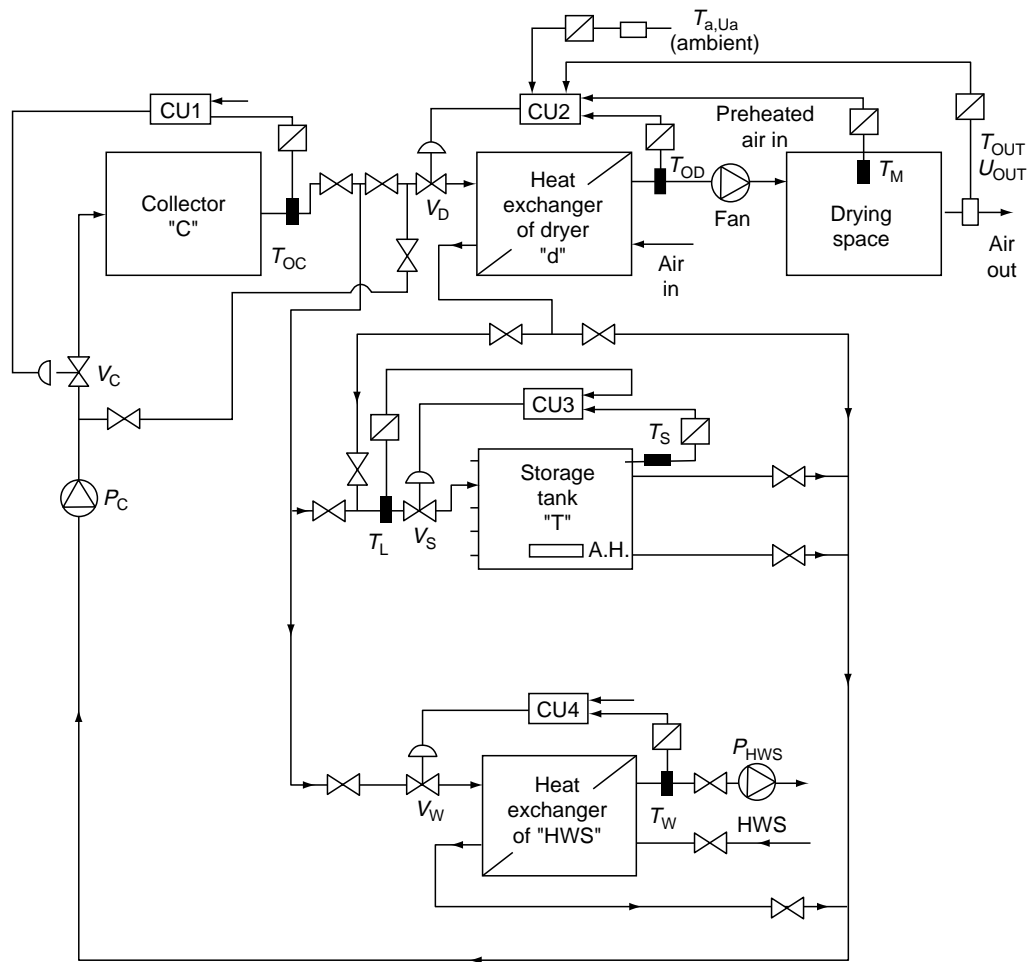 T_a,Ua
(ambient)
CU1
CU2
Preheated
air in
T_OUT
U_OUT
Collector
"C"
T_OC
V_D
Heat
exchanger
of dryer
"d"
T_OD
Fan
T_M
Drying
space
Air
in
Air
out
V_C
CU3
T_S
P_C
T_L
V_S
Storage
tank
"T"
A.H.
CU4
P_HWS
V_W
Heat
exchanger
of "HWS"
T_W
HWS